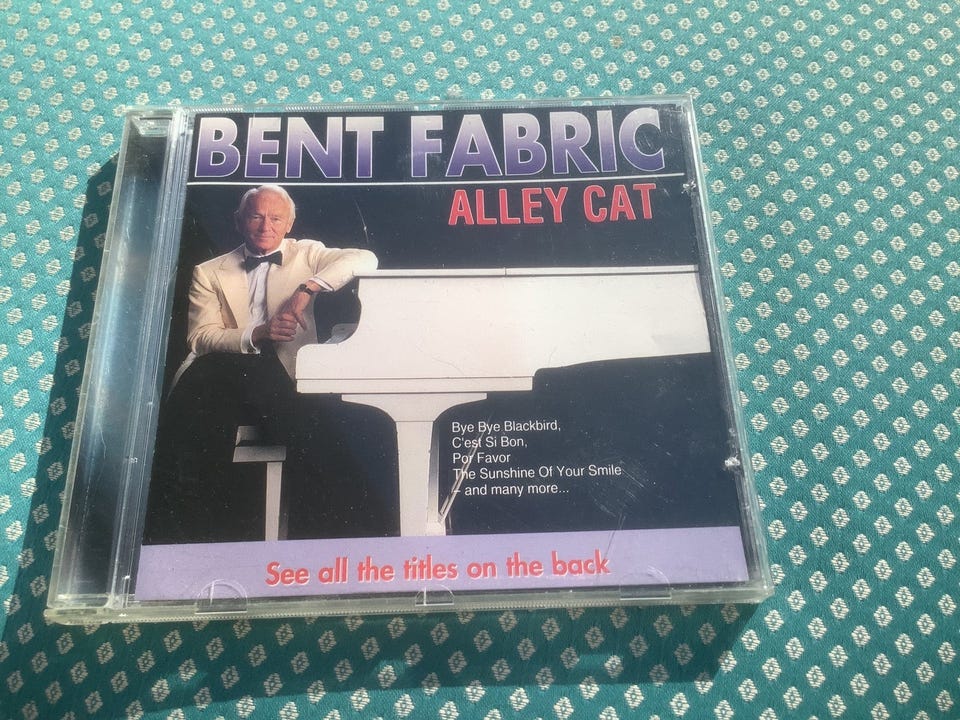 BENT FABRIC
ALLEY CAT
Bye Bye Blackbird,
C'est Si Bon,
Por Favor
The Sunshine Of Your Smile
– and many more...
See all the titles on the back